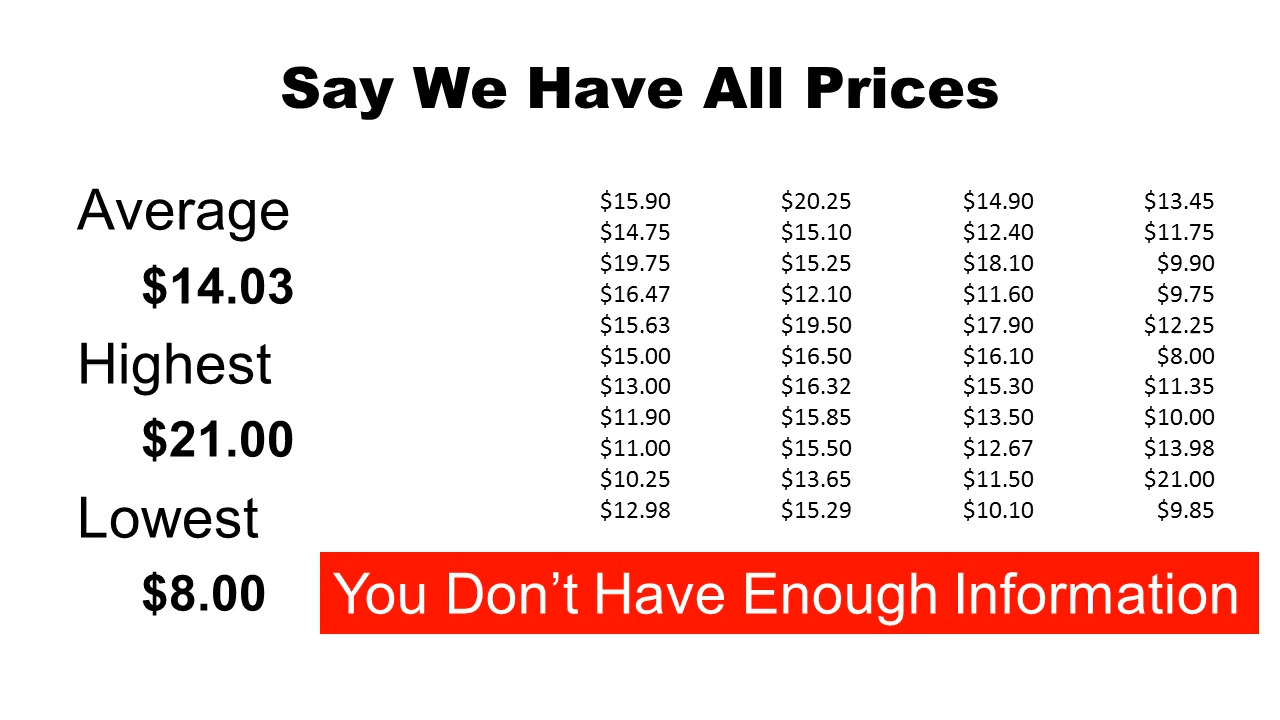 Say We Have All Prices
Average
$14.03
Highest
$21.00
Lowest
$8.00
$15.90 $20.25 $14.90 $13.45
$14.75 $15.10 $12.40 $11.75
$19.75 $15.25 $18.10 $9.90
$16.47 $12.10 $11.60 $9.75
$15.63 $19.50 $17.90 $12.25
$15.00 $16.50 $16.10 $8.00
$13.00 $16.32 $15.30 $11.35
$11.90 $15.85 $13.50 $10.00
$11.00 $15.50 $12.67 $13.98
$10.25 $13.65 $11.50 $21.00
$12.98 $15.29 $10.10 $9.85
You Don’t Have Enough Information